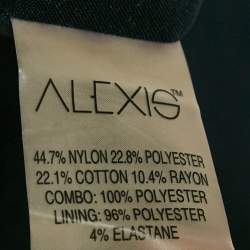 ALEXIS™
44.7% NYLON 22.8% POLYESTER
22.1% COTTON 10.4% RAYON
COMBO: 100% POLYESTER
LINING: 96% POLYESTER
4% ELASTANE